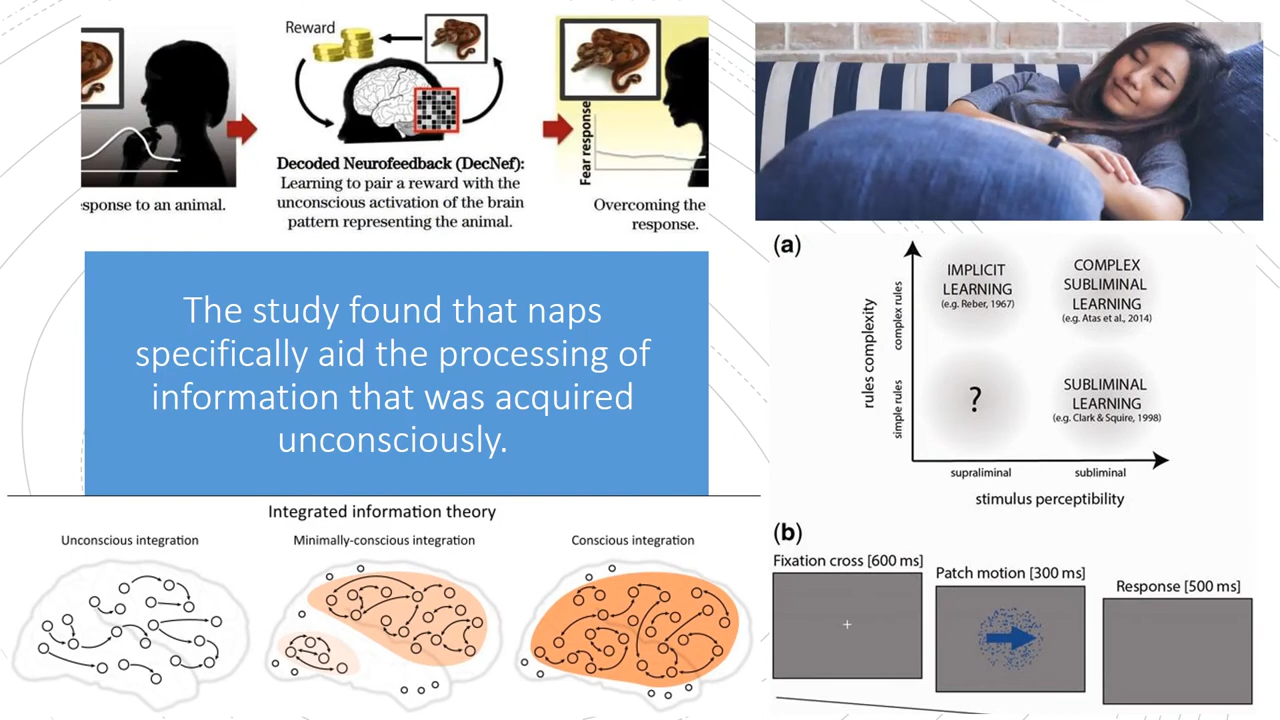 Reward
Decoded Neurofeedback (DecNef):
Learning to pair a reward with the
unconscious activation of the brain
pattern representing the animal.
sponse to an animal.
Fear response
Overcoming the
response.
The study found that naps
specifically aid the processing of
information that was acquired
unconsciously.
Integrated information theory
Unconscious integration
Minimally-conscious integration
Conscious integration
(a)
rules complexity
complex rules
simple rules
IMPLICIT
LEARNING
(e.g. Reber, 1967)
COMPLEX
SUBLIMINAL
LEARNING
(e.g. Atas et al., 2014)
?
SUBLIMINAL
LEARNING
(e.g. Clark & Squire, 1998)
supraliminal
subliminal
stimulus perceptibility
(b)
Fixation cross [600 ms]
Patch motion [300 ms]
Response [500 ms]